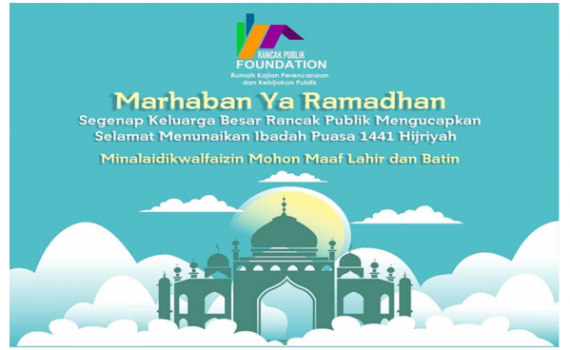 RANCAK PUBLIK
FOUNDATION
Rumah Kajian Perencanaan
dan Kebijakan Publik
Marhaban Ya Ramadhan
Segenap Keluarga Besar Rancak Publik Mengucapkan
Selamat Menunaikan Ibadah Puasa 1441 Hijriyah
Minalaidikwalfaizin Mohon Maaf Lahir dan Batin